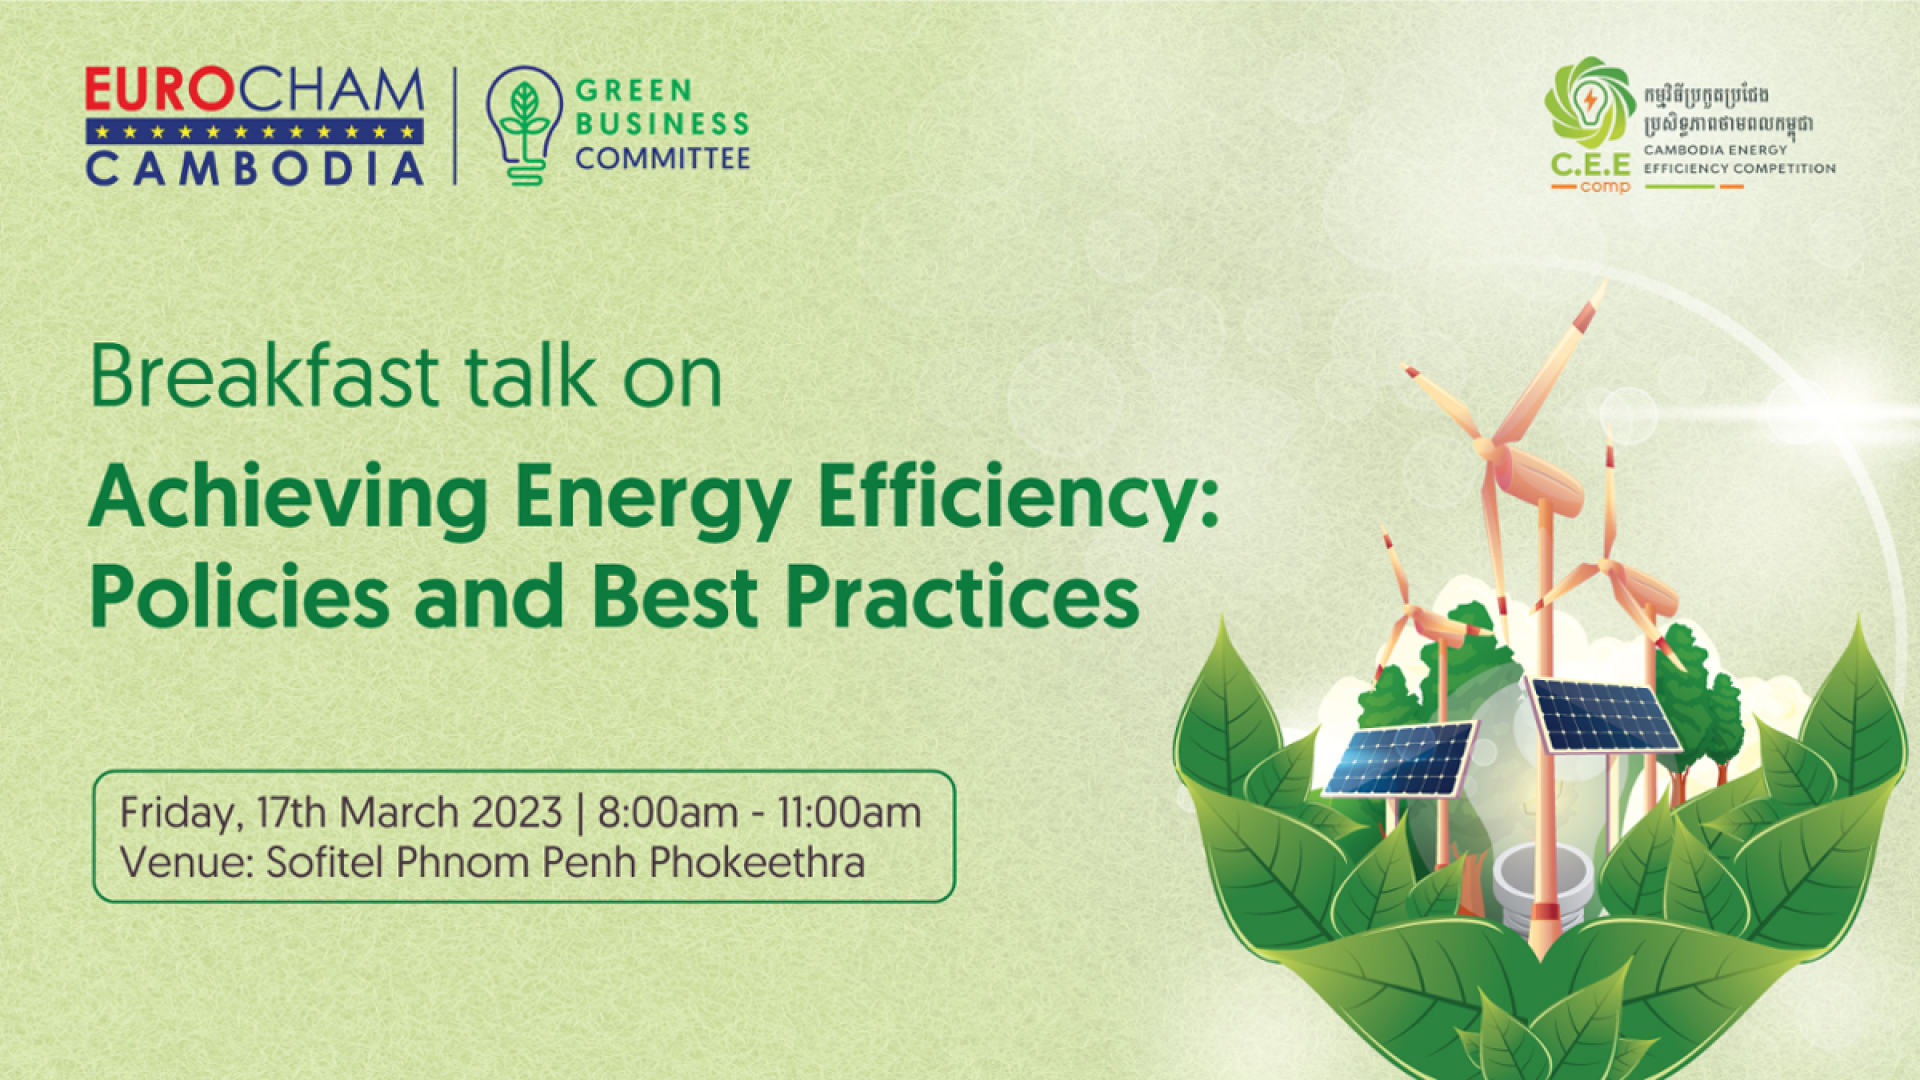 EUROCHAM
CAMBODIA
GREEN
BUSINESS
COMMITTEE
C.E.E
comp
កម្មវិធីប្រកួតប្រជែង
ប្រសិទ្ធភាពថាមពលកម្ពុជា
CAMBODIA ENERGY
EFFICIENCY COMPETITION
Breakfast talk on
Achieving Energy Efficiency:
Policies and Best Practices
Friday, 17th March 2023 | 8:00am - 11:00am
Venue: Sofitel Phnom Penh Phokeethra